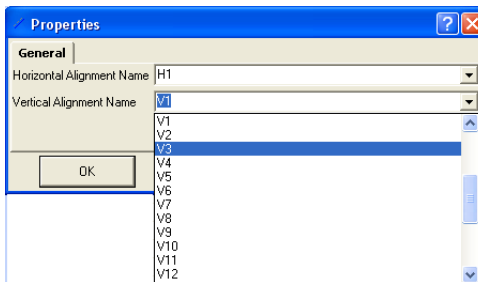 Properties
General
Horizontal Alignment Name H1
Vertical Alignment Name V1
V1
V2
V3
V4
OK V5
V6
V7
V8
V9
V10
V11
V12